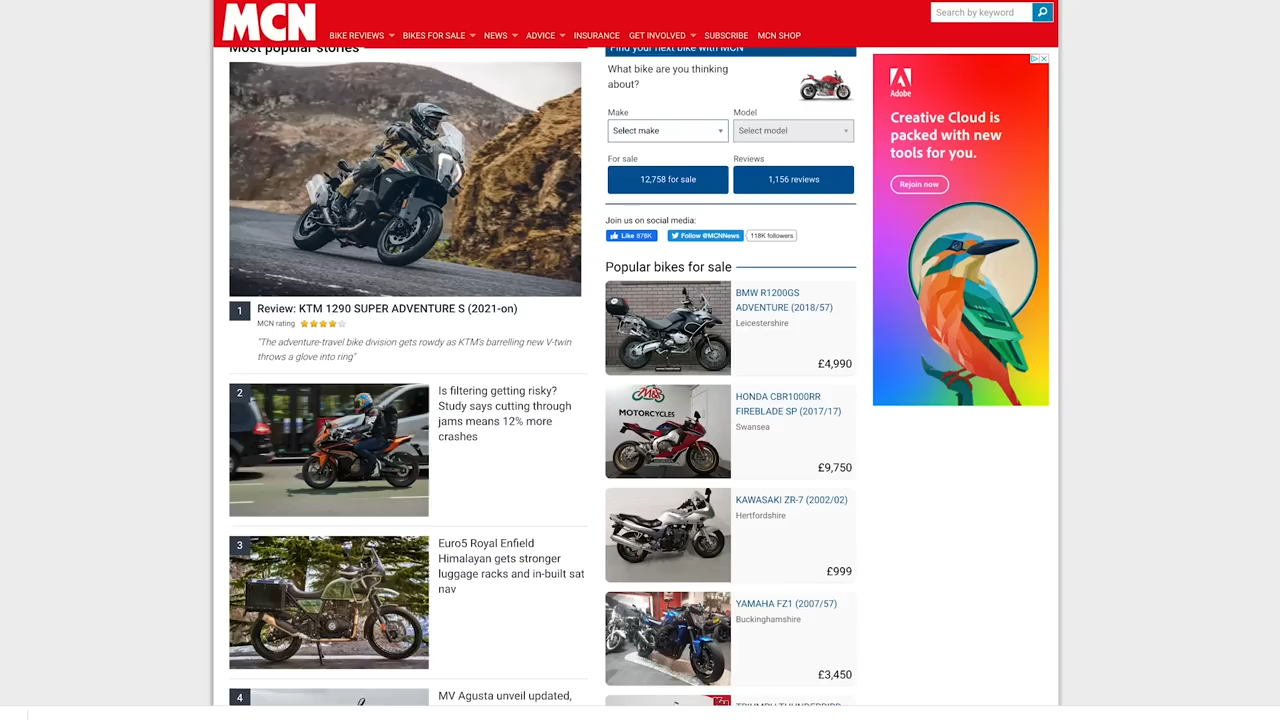 MCN
Search by keyword
BIKE REVIEWS
BIKES FOR SALE
NEWS
ADVICE
INSURANCE
GET INVOLVED
SUBSCRIBE
MCN SHOP
Most popular stories
1
Review: KTM 1290 SUPER ADVENTURE S (2021-on)
MCN rating
"The adventure-travel bike division gets rowdy as KTM's barrelling new V-twin
throws a glove into ring"
2
Is filtering getting risky?
Study says cutting through
jams means 12% more
crashes
3
Euro5 Royal Enfield
Himalayan gets stronger
luggage racks and in-built sat
nav
4
MV Agusta unveil updated,
Find your next bike with MCN
What bike are you thinking
about?
Make
Model
Select make
Select model
For sale
Reviews
12,758 for sale
1,156 reviews
Join us on social media:
Like 878K
Follow @MCNNews
118K followers
Popular bikes for sale
BMW R1200GS
ADVENTURE (2018/57)
Leicestershire
£4,990
M&S
MOTORCYCLES
HONDA CBR1000RR
FIREBLADE SP (2017/17)
Swansea
£9,750
KAWASAKI ZR-7 (2002/02)
Hertfordshire
£999
YAMAHA FZ1 (2007/57)
Buckinghamshire
£3,450
TRIUMPH THUNDERBIRD
Adobe
Creative Cloud is
packed with new
tools for you.
Rejoin now